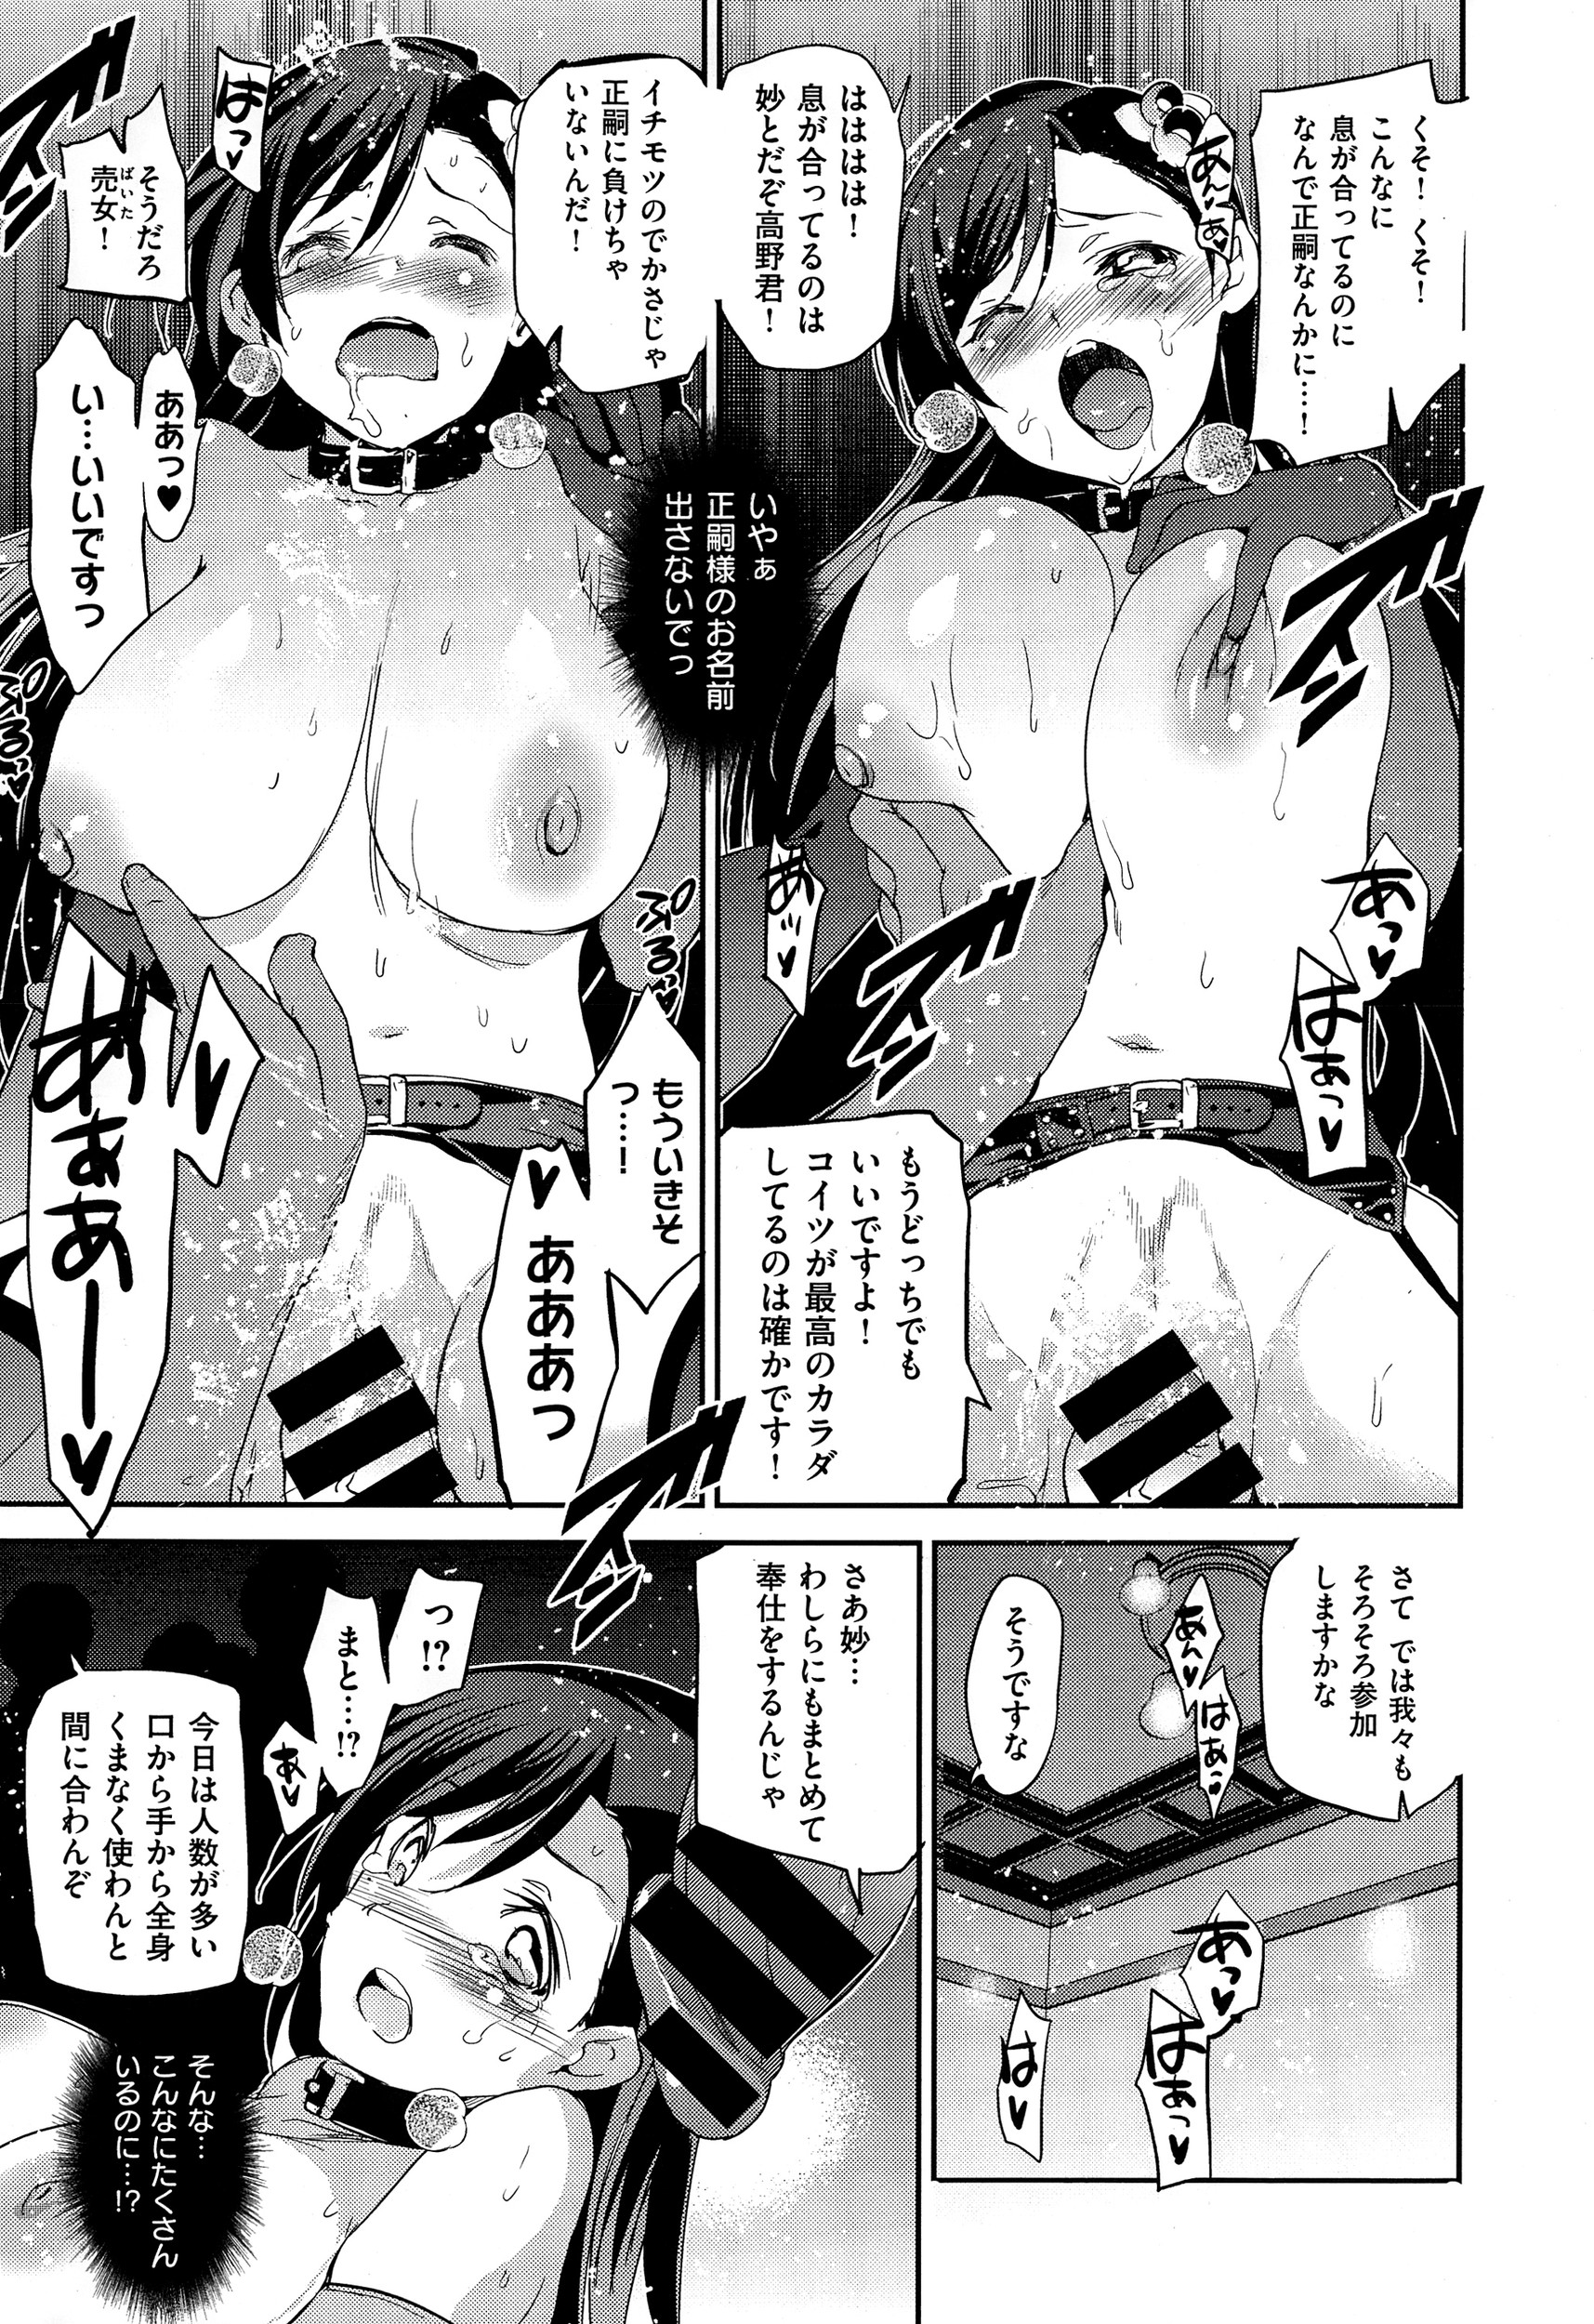 くそ！くそ！
こんなに
息が合ってるのに
なんで正嗣なんかに…！
あん♥あぁ♥
はははは！
息が合ってるのは
妙とだぞ高野君！
いやぁ
正嗣様のお名前
出さないでっ
あッ♥
あっ♥
はあっ♥
もうどっちでも
いいですよ！
コイツが最高のカラダ
してるのは確かです！
イチモツのでかさじゃ
正嗣に負けちゃ
いないんだ！
はっ♥
そうだろ
売女！
ばいた
ああっ♥
い…いいですっ
ぷるっ♥
ぷるっ♥
もういきそ
っ…！
♥あああっ
ああぁあー♥
さて では我々も
そろそろ参加
しますかな
そうですな
あん♥
はあっ♥
あっ♥
はあっ♥
は♥
さあ妙…
わしらにもまとめて
奉仕をするんじゃ
っ！？
まと…！？
あ♥
今日は人数が多い
口から手から全身
くまなく使わんと
間に合わんぞ
そんな…
こんなにたくさん
いるのに…！？